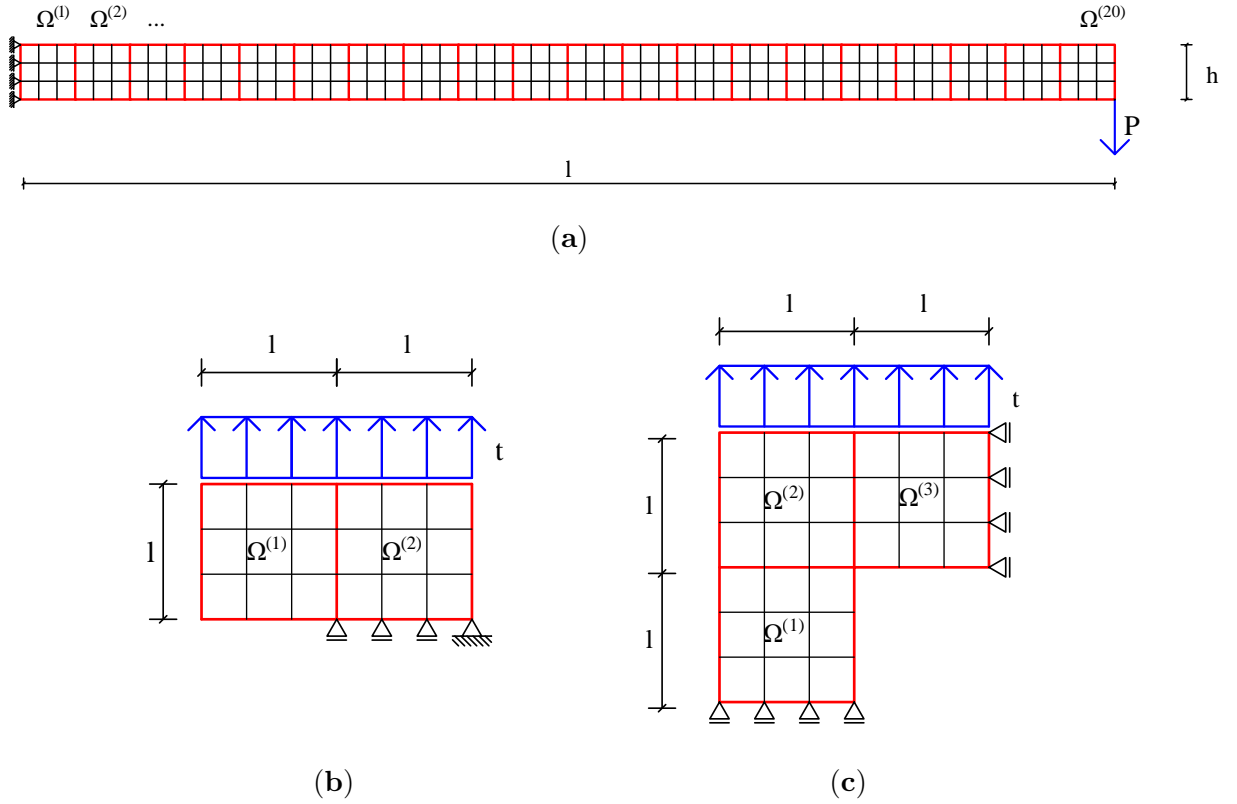 Ω(1) Ω(2) ... Ω(20)
h
P
l
(a)
l l
t
l
Ω(1) Ω(2)
(b)
l l
t
l
Ω(2) Ω(3)
l
Ω(1)
(c)